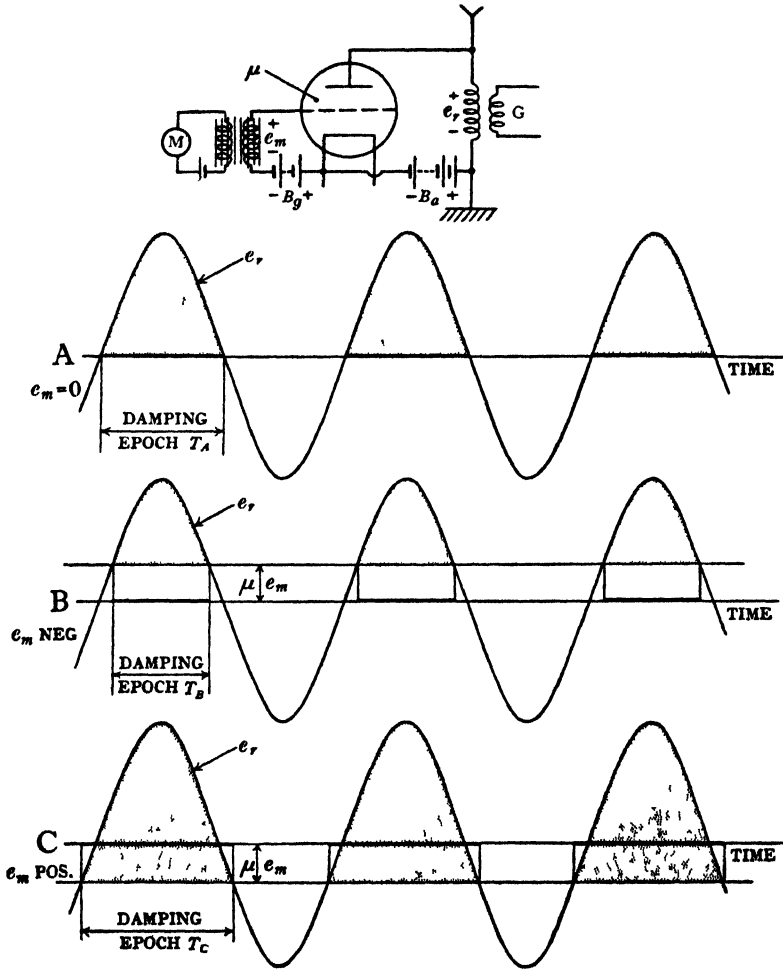 μ
M
+
e_m
-
- B_g +
- B_a +
+
e_r
-
G
e_r
A
TIME
e_m=0
DAMPING
EPOCH T_A
e_r
μ e_m
B
TIME
e_m NEG
DAMPING
EPOCH T_B
e_r
C
TIME
μ e_m
e_m POS.
DAMPING
EPOCH T_C